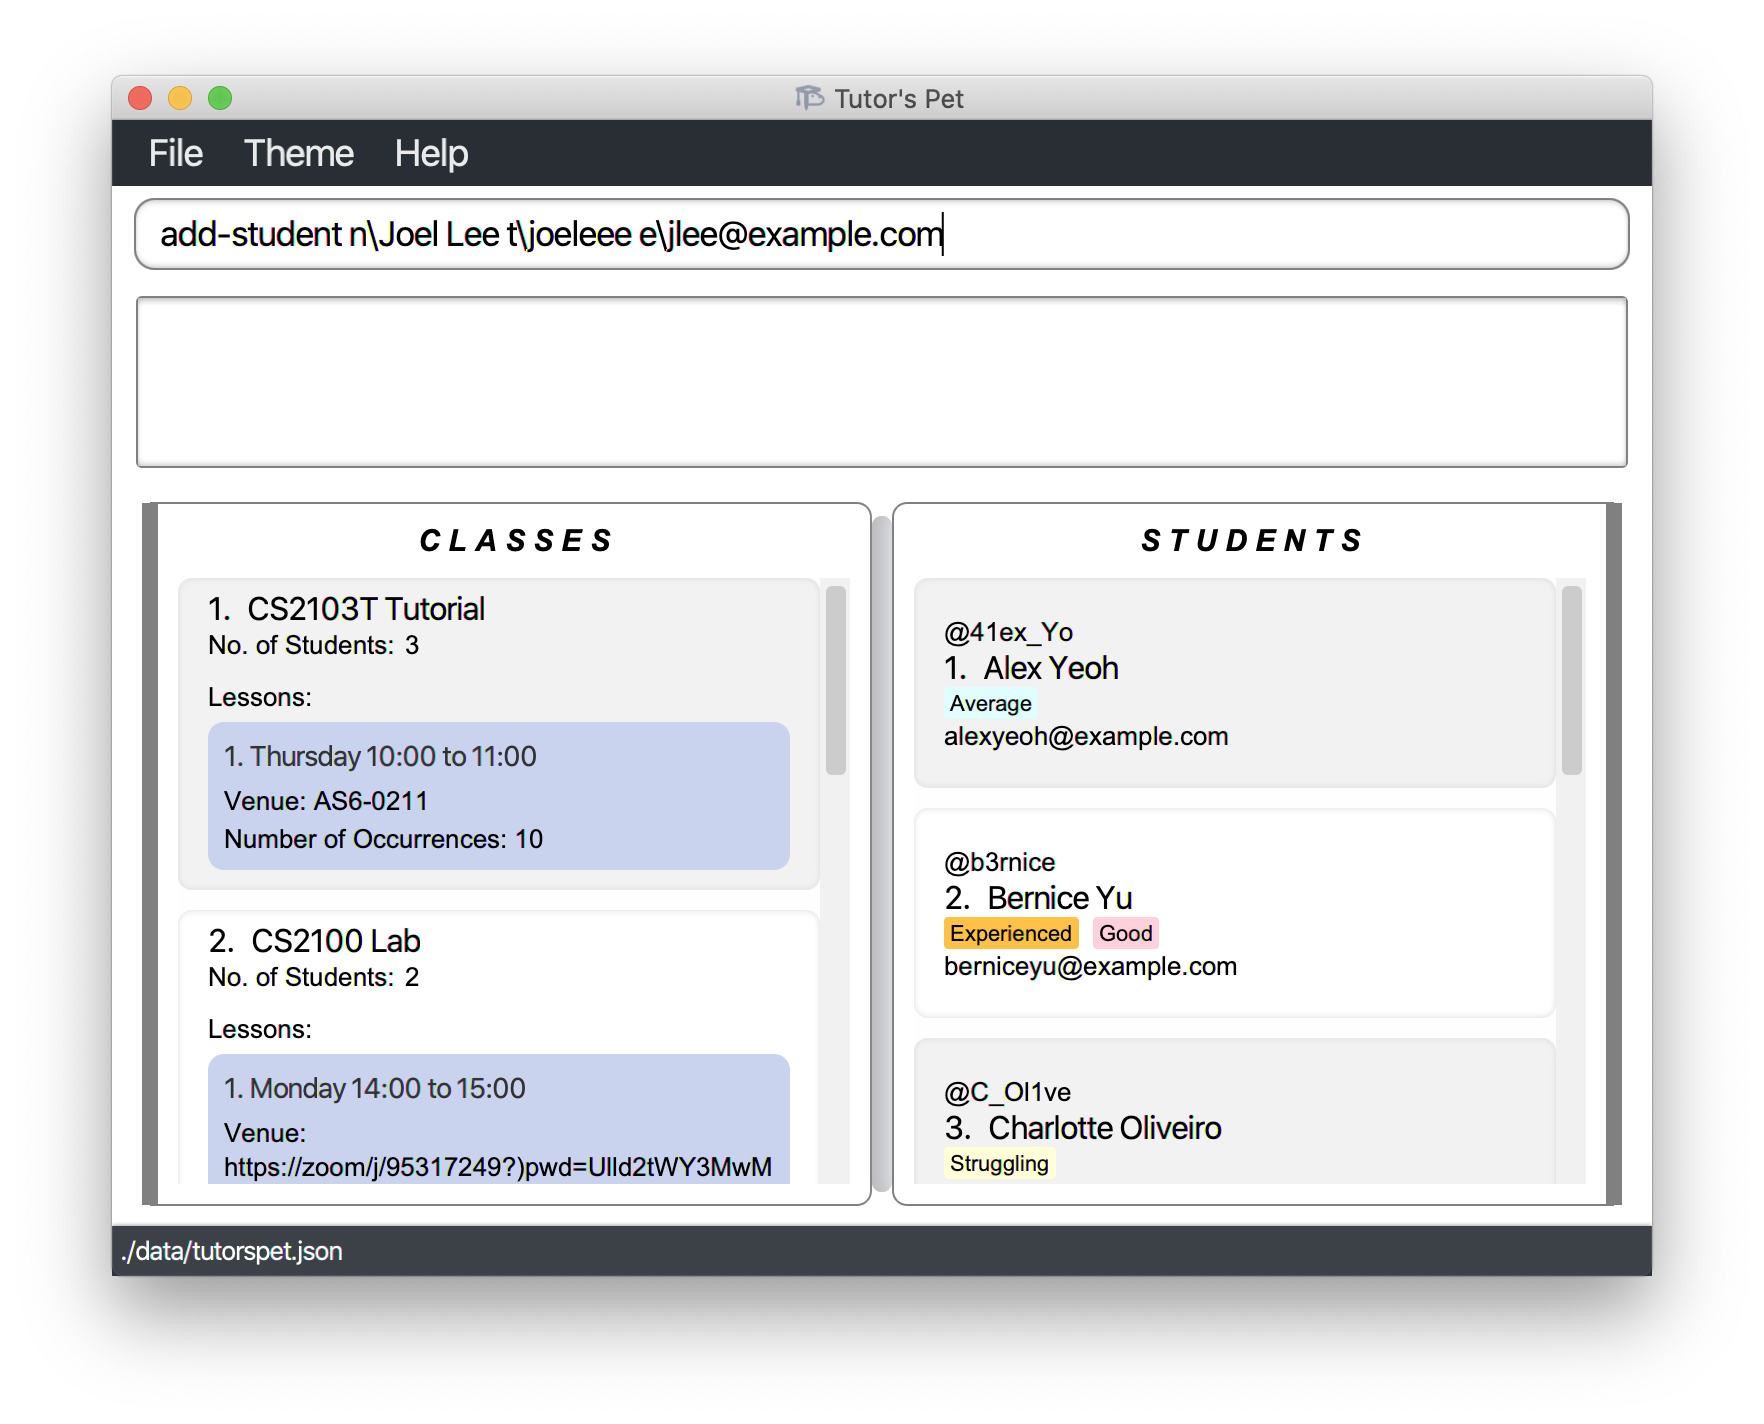 Tutor's Pet
File Theme Help
add-student n\Joel Lee t\joeleee e\jlee@example.com
CLASSES
1. CS2103T Tutorial
No. of Students: 3
Lessons:
1. Thursday 10:00 to 11:00
Venue: AS6-0211
Number of Occurrences: 10
2. CS2100 Lab
No. of Students: 2
Lessons:
1. Monday 14:00 to 15:00
Venue:
https://zoom/j/95317249?)pwd=Ulld2tWY3MwM
STUDENTS
@41ex_Yo
1. Alex Yeoh
Average
alexyeoh@example.com
@b3rnice
2. Bernice Yu
Experienced Good
berniceyu@example.com
@C_Ol1ve
3. Charlotte Oliveiro
Struggling
./data/tutorspet.json